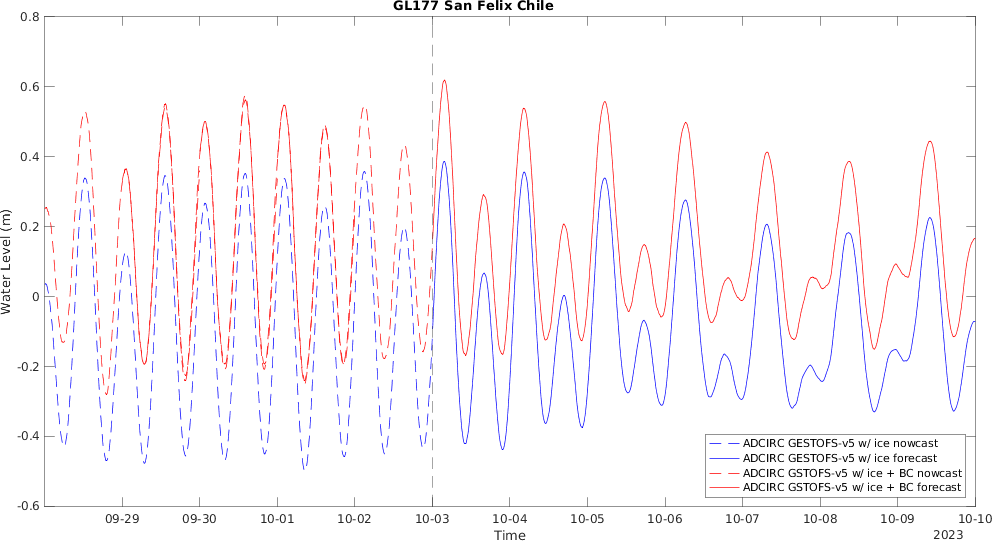 GL177 San Felix Chile
0.8
0.6
0.4
0.2
0
-0.2
-0.4
-0.6
Water Level (m)
ADCIRC GESTOFS-v5 w/ ice nowcast
ADCIRC GESTOFS-v5 w/ ice forecast
ADCIRC GSTOFS-v5 w/ ice + BC nowcast
ADCIRC GSTOFS-v5 w/ ice + BC forecast
09-29 09-30 10-01 10-02 10-03 10-04 10-05 10-06 10-07 10-08 10-09 10-10
Time
2023